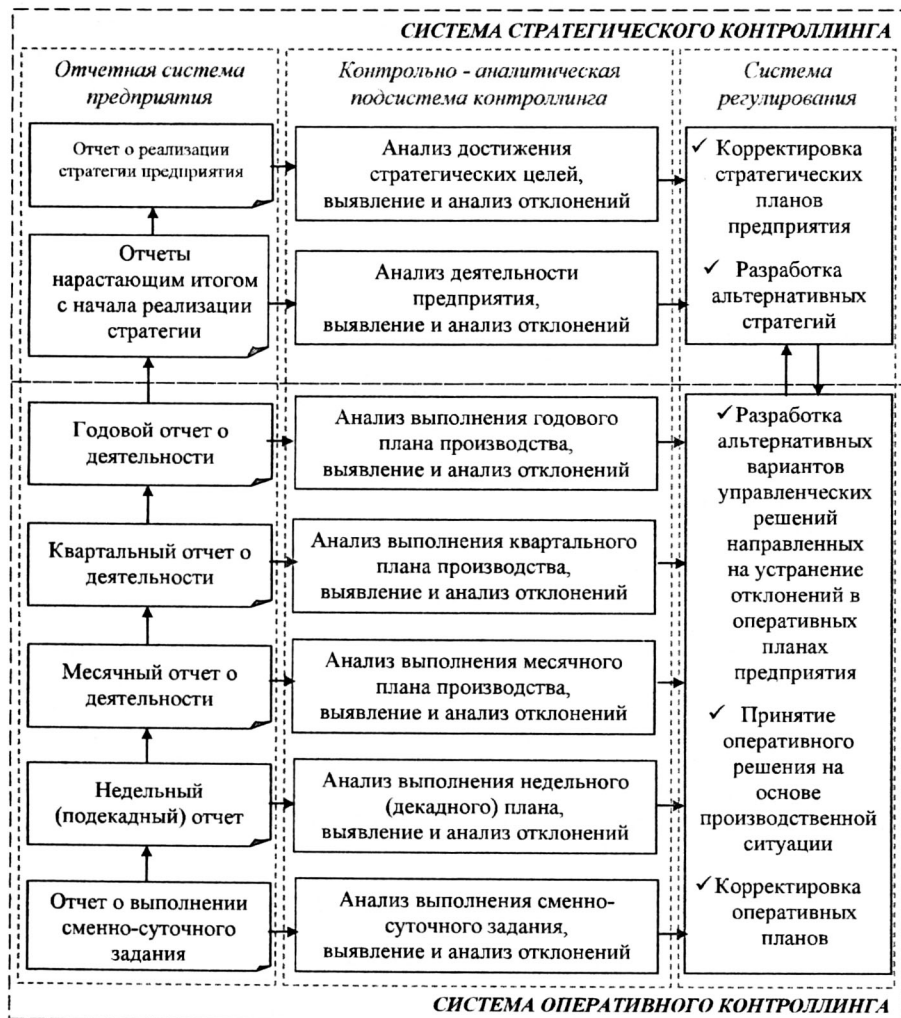 СИСТЕМА СТРАТЕГИЧЕСКОГО КОНТРОЛЛИНГА
Отчетная система
предприятия
Контрольно - аналитическая
подсистема контроллинга
Система
регулирования
Отчет о реализации
стратегии предприятия
Анализ достижения
стратегических целей,
выявление и анализ отклонений
✓ Корректировка
стратегических
планов
предприятия
Отчеты
нарастающим итогом
с начала реализации
стратегии
Анализ деятельности
предприятия,
выявление и анализ отклонений
✓ Разработка
альтернативных
стратегий
Годовой отчет о
деятельности
Анализ выполнения годового
плана производства,
выявление и анализ отклонений
✓ Разработка
альтернативных
вариантов
управленческих
решений
направленных
на устранение
отклонений в
оперативных
планах
предприятия
Квартальный отчет о
деятельности
Анализ выполнения квартального
плана производства,
выявление и анализ отклонений
Месячный отчет о
деятельности
Анализ выполнения месячного
плана производства,
выявление и анализ отклонений
✓ Принятие
оперативного
решения на
основе
производственной
ситуации
Недельный
(подекадный) отчет
Анализ выполнения недельного
(декадного) плана,
выявление и анализ отклонений
Отчет о выполнении
сменно-суточного
задания
Анализ выполнения сменно-
суточного задания,
выявление и анализ отклонений
✓ Корректировка
оперативных
планов
СИСТЕМА ОПЕРАТИВНОГО КОНТРОЛЛИНГА